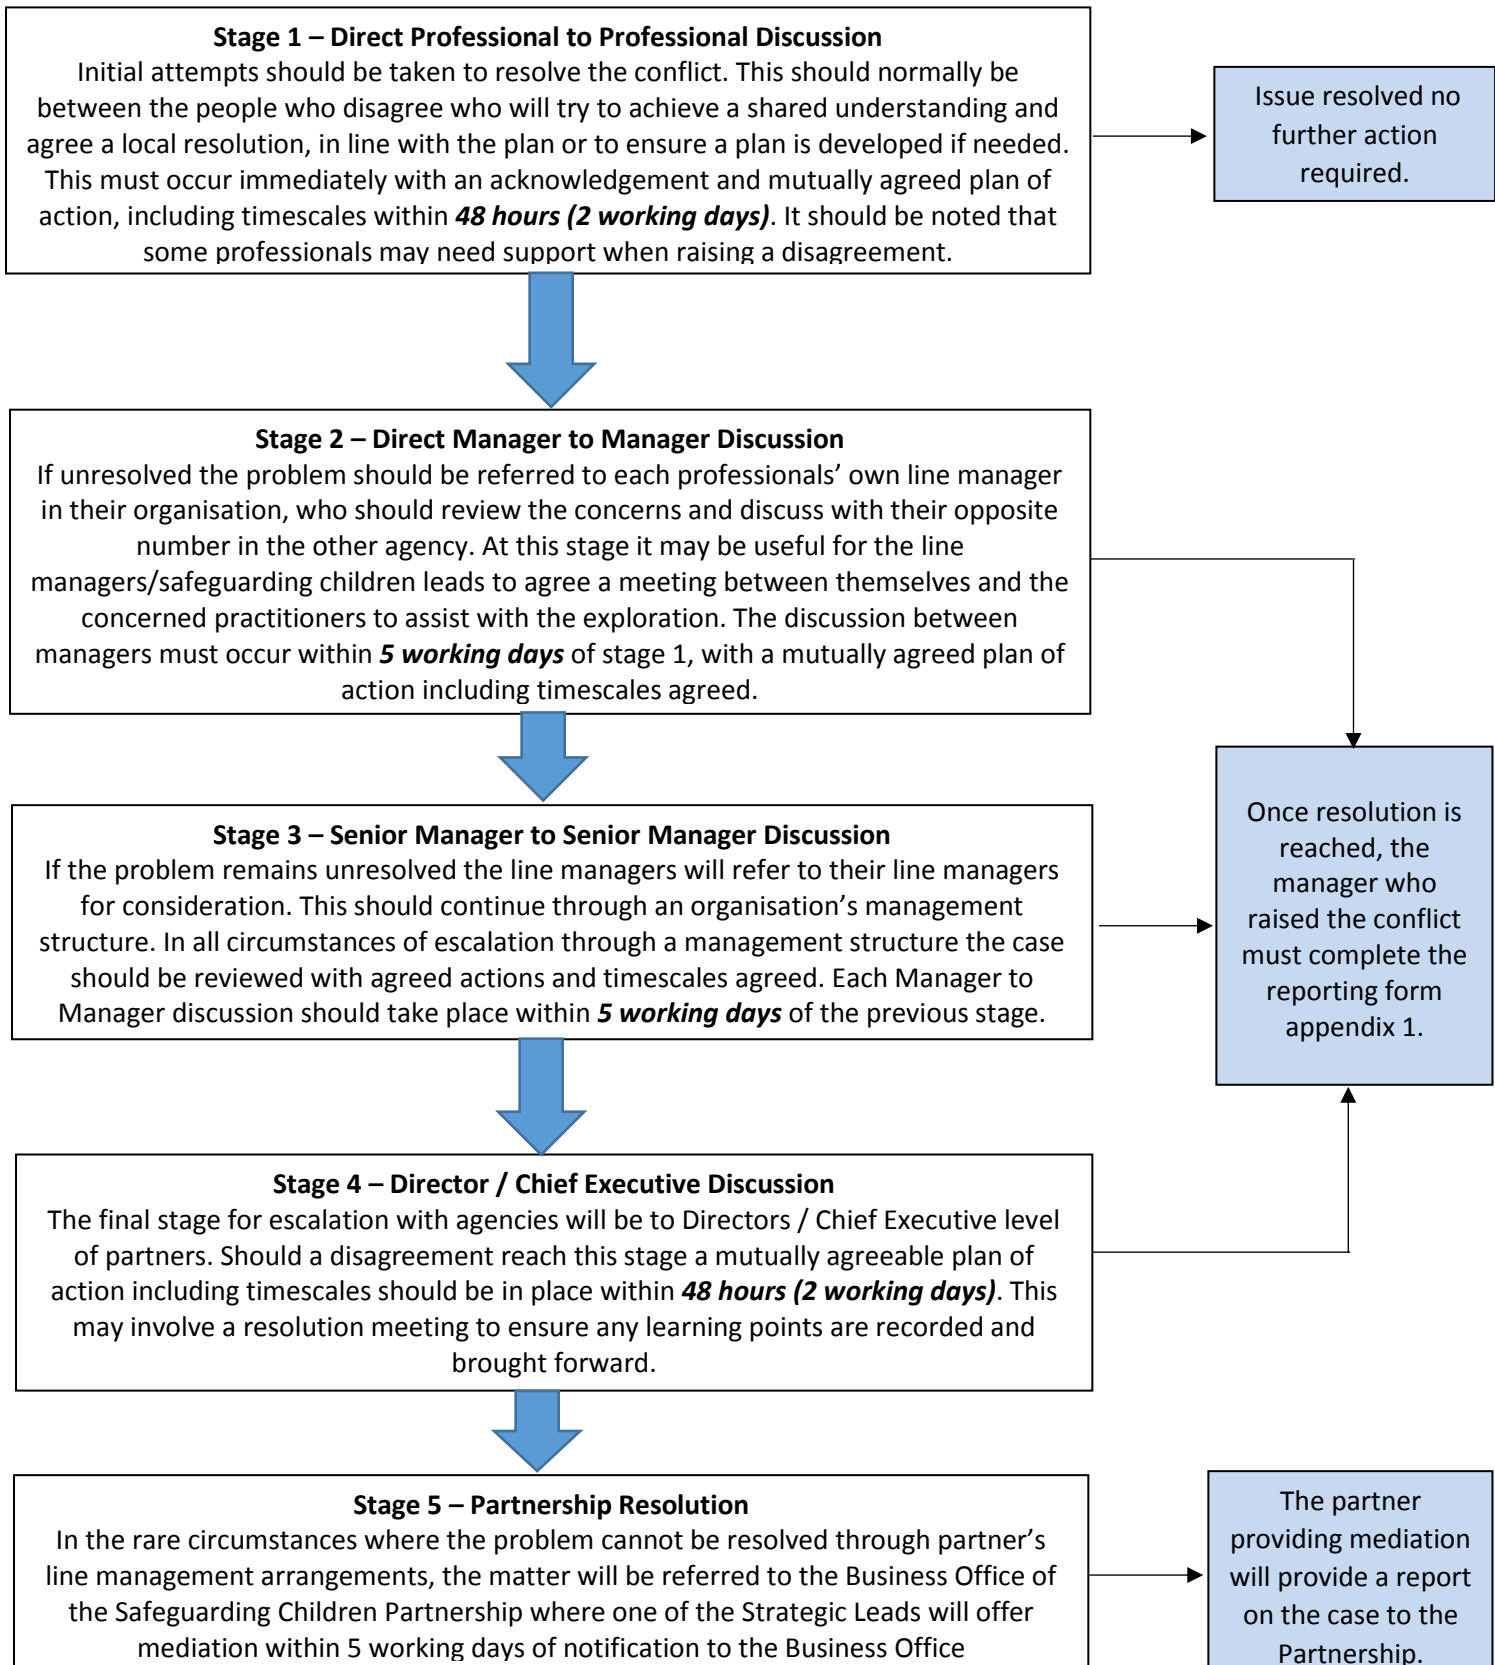 Stage 1 – Direct Professional to Professional Discussion
Initial attempts should be taken to resolve the conflict. This should normally be
between the people who disagree who will try to achieve a shared understanding and
agree a local resolution, in line with the plan or to ensure a plan is developed if needed.
This must occur immediately with an acknowledgement and mutually agreed plan of
action, including timescales within 48 hours (2 working days). It should be noted that
some professionals may need support when raising a disagreement.
Issue resolved no
further action
required.
Stage 2 – Direct Manager to Manager Discussion
If unresolved the problem should be referred to each professionals’ own line manager
in their organisation, who should review the concerns and discuss with their opposite
number in the other agency. At this stage it may be useful for the line
managers/safeguarding children leads to agree a meeting between themselves and the
concerned practitioners to assist with the exploration. The discussion between
managers must occur within 5 working days of stage 1, with a mutually agreed plan of
action including timescales agreed.
Stage 3 – Senior Manager to Senior Manager Discussion
If the problem remains unresolved the line managers will refer to their line managers
for consideration. This should continue through an organisation’s management
structure. In all circumstances of escalation through a management structure the case
should be reviewed with agreed actions and timescales agreed. Each Manager to
Manager discussion should take place within 5 working days of the previous stage.
Once resolution is
reached, the
manager who
raised the conflict
must complete the
reporting form
appendix 1.
Stage 4 – Director / Chief Executive Discussion
The final stage for escalation with agencies will be to Directors / Chief Executive level
of partners. Should a disagreement reach this stage a mutually agreeable plan of
action including timescales should be in place within 48 hours (2 working days). This
may involve a resolution meeting to ensure any learning points are recorded and
brought forward.
Stage 5 – Partnership Resolution
In the rare circumstances where the problem cannot be resolved through partner’s
line management arrangements, the matter will be referred to the Business Office of
the Safeguarding Children Partnership where one of the Strategic Leads will offer
mediation within 5 working days of notification to the Business Office
The partner
providing mediation
will provide a report
on the case to the
Partnership.